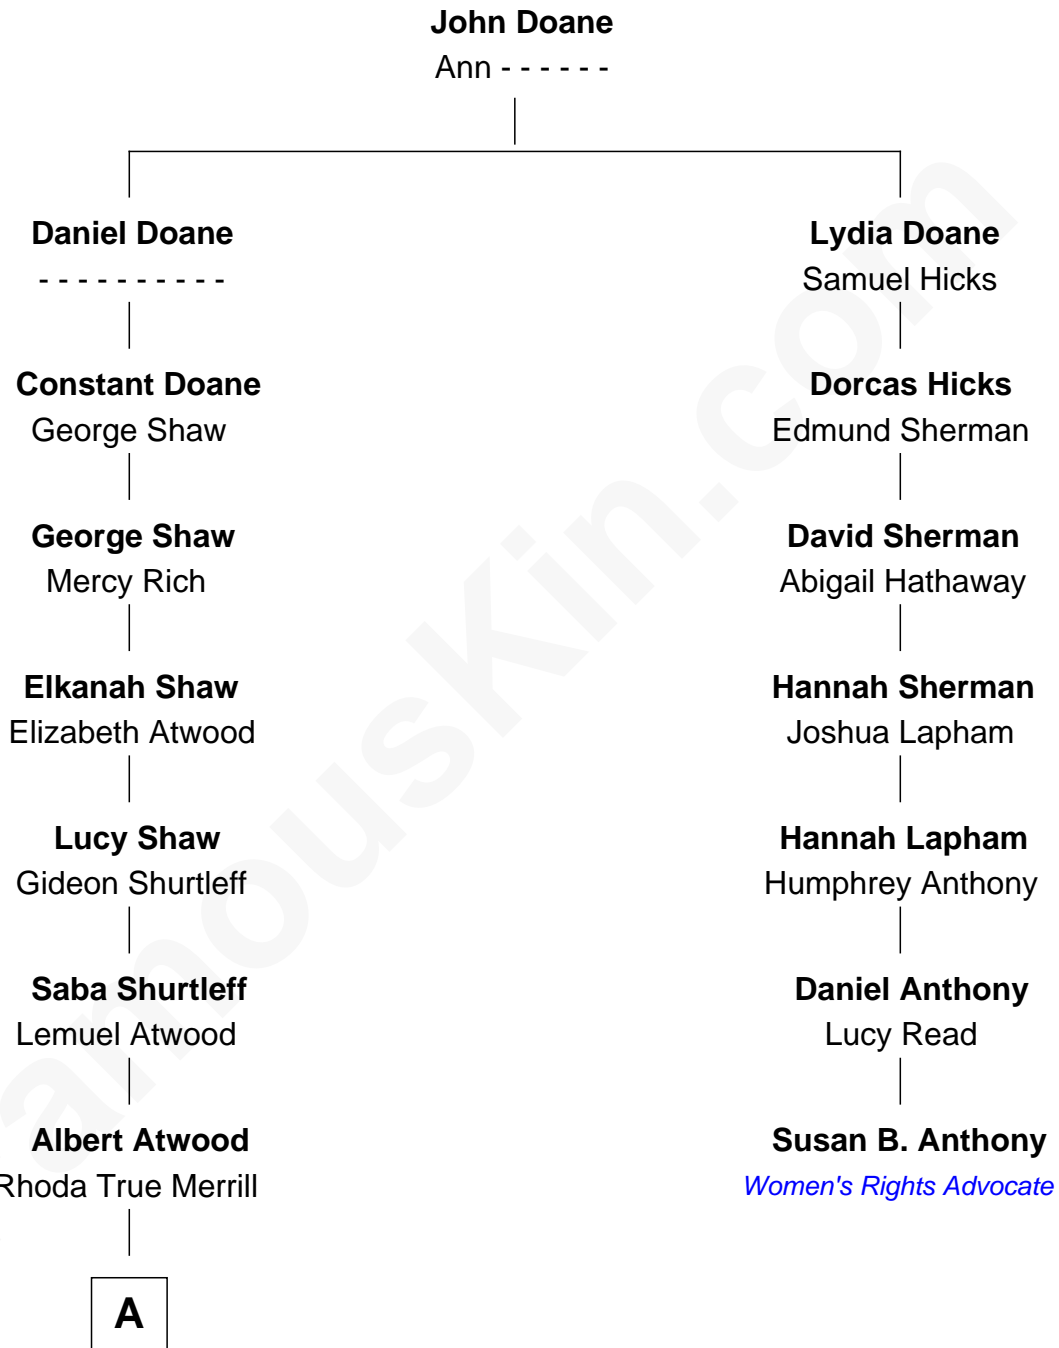 John Doane
Ann - - - - - -
Daniel Doane
- - - - - - - - - -
Lydia Doane
Samuel Hicks
Constant Doane
George Shaw
Dorcas Hicks
Edmund Sherman
George Shaw
Mercy Rich
David Sherman
Abigail Hathaway
Elkanah Shaw
Elizabeth Atwood
Hannah Sherman
Joshua Lapham
Lucy Shaw
Gideon Shurtleff
Hannah Lapham
Humphrey Anthony
Saba Shurtleff
Lemuel Atwood
Daniel Anthony
Lucy Read
Albert Atwood
Rhoda True Merrill
Susan B. Anthony
Women's Rights Advocate
A
amouskin.com